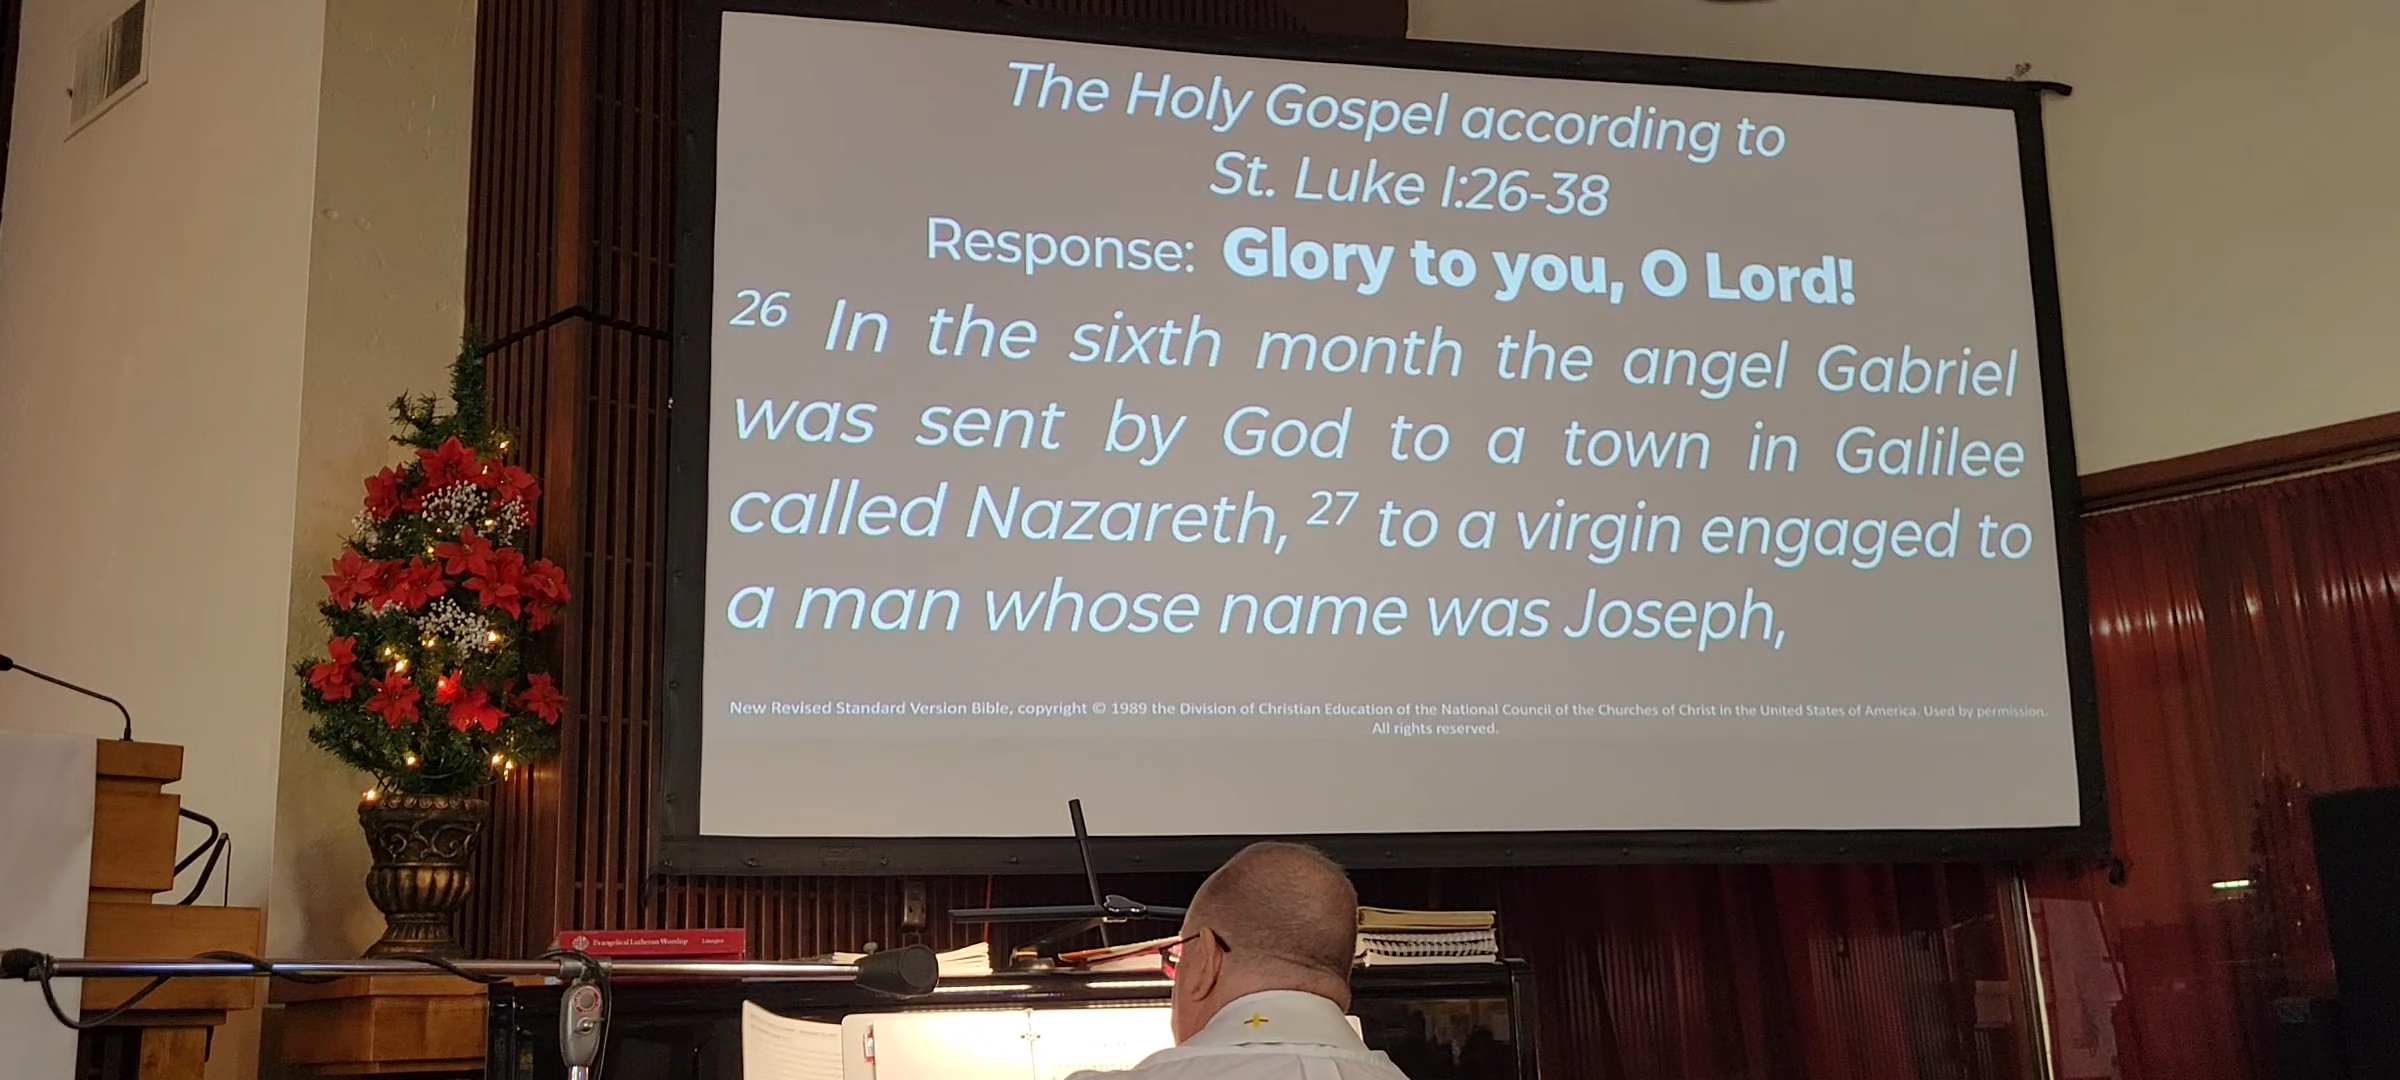 The Holy Gospel according to
St. Luke I:26-38
Response: Glory to you, O Lord!
26 In the sixth month the angel Gabriel
was sent by God to a town in Galilee
called Nazareth, 27 to a virgin engaged to
a man whose name was Joseph,
New Revised Standard Version Bible, copyright © 1989 the Division of Christian Education of the National Council of the Churches of Christ in the United States of America. Used by permission.
All rights reserved.
Evangelical Lutheran Worship